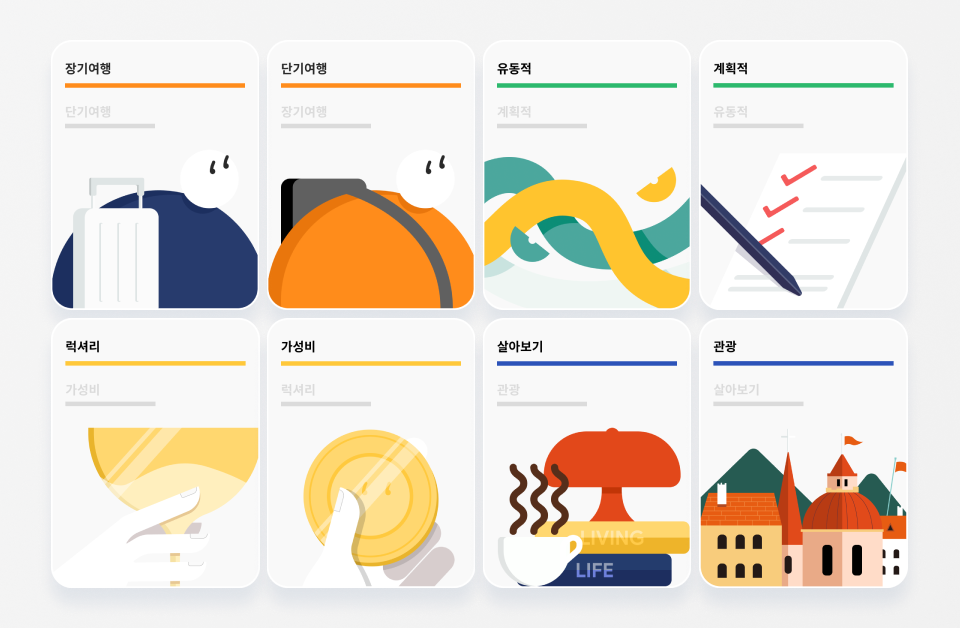 장기여행
단기여행
단기여행
장기여행
유동적
계획적
계획적
유동적
럭셔리
가성비
가성비
럭셔리
살아보기
관광
LIVING
LIFE
관광
살아보기